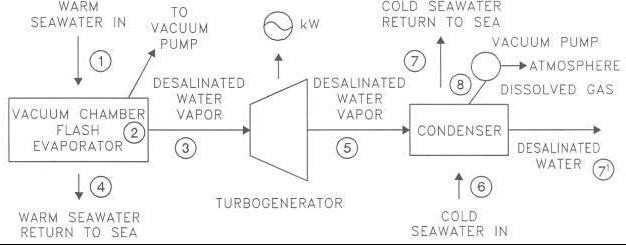 WARM
SEAWATER IN
1
TO
VACUUM
PUMP
kW
COLD SEAWATER
RETURN TO SEA
7
VACUUM PUMP
8
ATMOSPHERE
DISSOLVED GAS
DESALINATED
WATER
VAPOR
DESALINATED
WATER
VAPOR
VACUUM CHAMBER
FLASH
EVAPORATOR
2
3
5
CONDENSER
DESALINATED
WATER
7¹
4
WARM SEAWATER
RETURN TO SEA
TURBOGENERATOR
6
COLD
SEAWATER IN